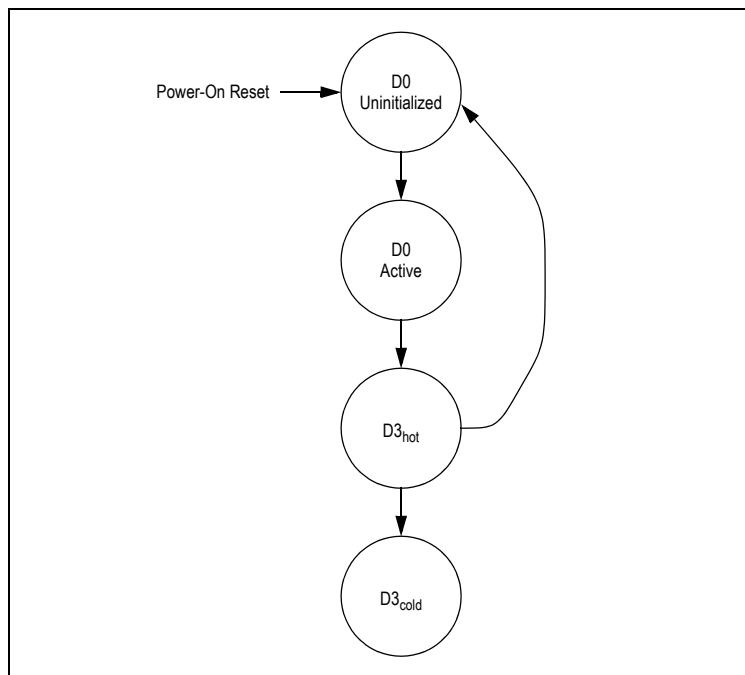 Power-On Reset
D0
Uninitialized
D0
Active
D3hot
D3cold